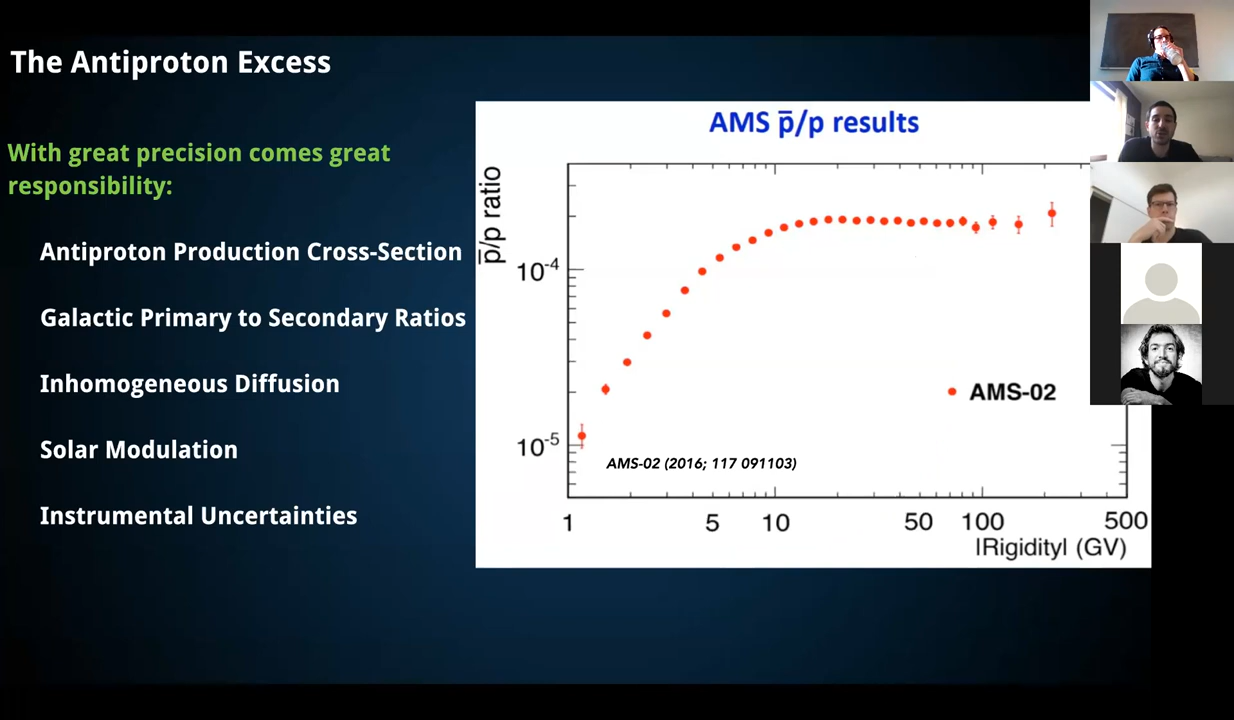 The Antiproton Excess
With great precision comes great
responsibility:
Antiproton Production Cross-Section
Galactic Primary to Secondary Ratios
Inhomogeneous Diffusion
Solar Modulation
Instrumental Uncertainties
AMS p̅/p results
p̅/p ratio
10⁻⁴
10⁻⁵
AMS-02
AMS-02 (2016; 117 091103)
1 5 10 50 100 500
|Rigidity| (GV)